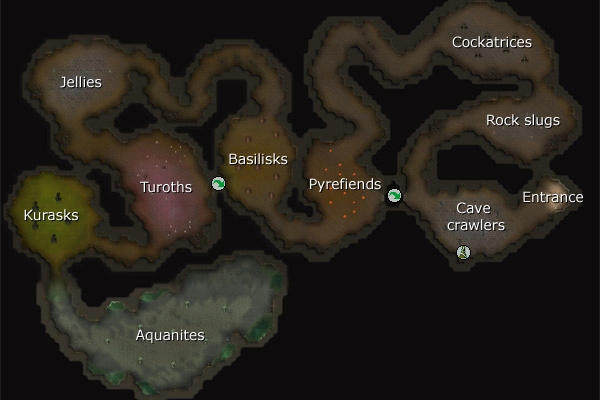 Cockatrices
Jellies
Rock slugs
Basilisks
Pyrefiends
Turoths
Entrance
Kurasks
Cave
crawlers
Aquanites